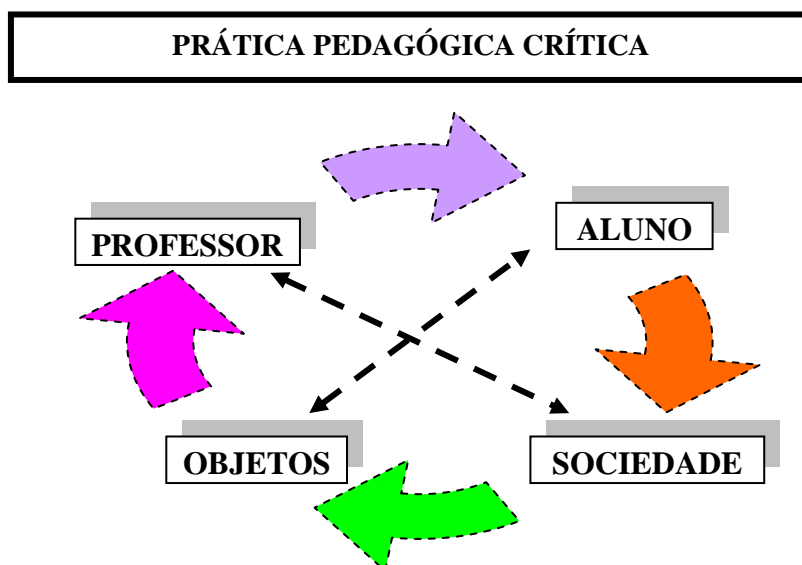 PRÁTICA PEDAGÓGICA CRÍTICA
PROFESSOR
ALUNO
OBJETOS
SOCIEDADE